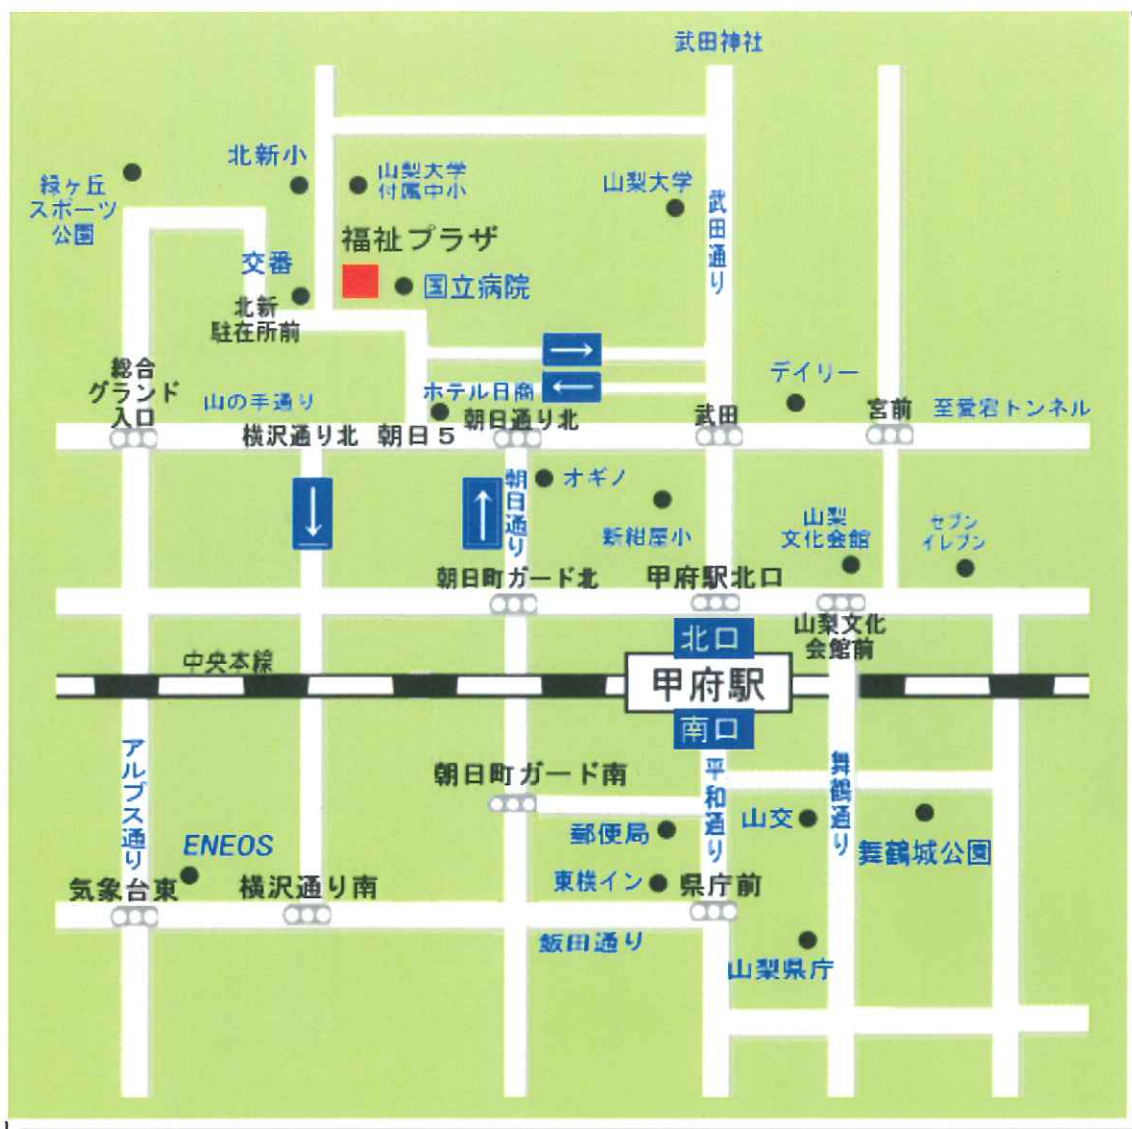 武田神社
北新小
山梨大学
付属中小
山梨大学
緑ヶ丘
スポーツ
公園
武田通り
福祉プラザ
交番
国立病院
北新
駐在所前
→
総合
グランド
入口
山の手通り
ホテル日商
←
デイリー
朝日通り北
武田
宮前
至愛宕トンネル
横沢通り北
朝日5
↓
↑
朝日通り
オギノ
新紺屋小
山梨
文化会館
セブン
イレブン
朝日町ガード北
甲府駅北口
北口
山梨文化
会館前
中央本線
甲府駅
南口
アルプス通り
朝日町ガード南
平和通り
舞鶴通り
郵便局
山交
舞鶴城公園
ENEOS
気象台東
横沢通り南
東横イン
県庁前
飯田通り
山梨県庁